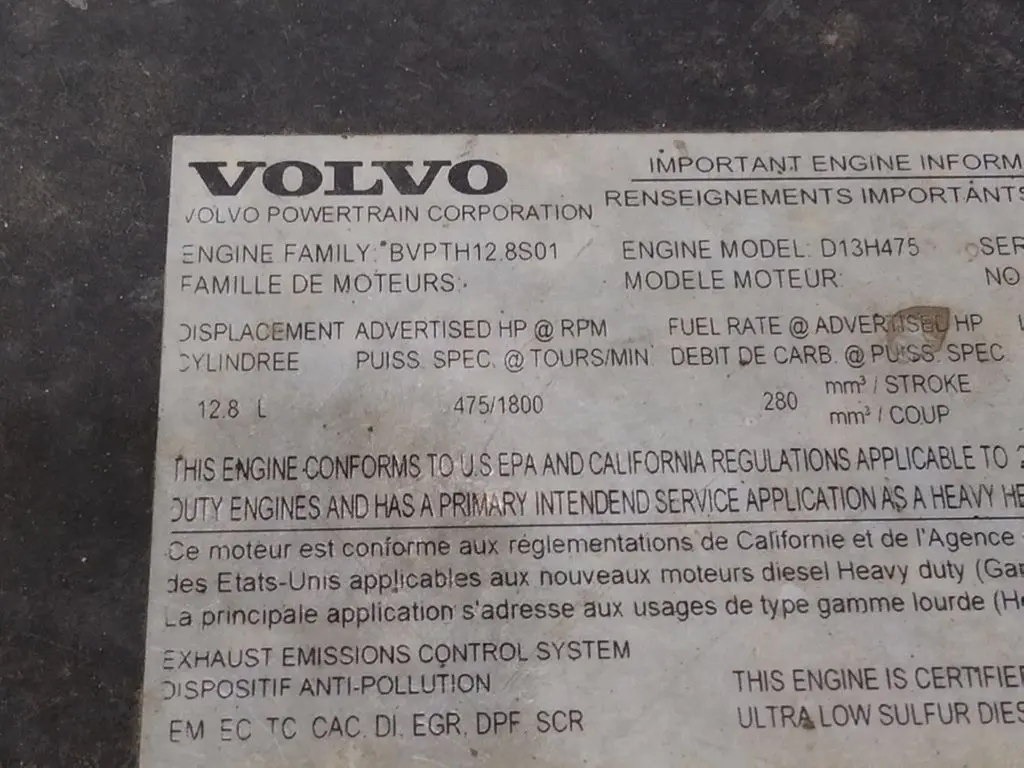 VOLVO
IMPORTANT ENGINE INFORM
VOLVO POWERTRAIN CORPORATION
RENSEIGNEMENTS IMPORTANTS
ENGINE FAMILY: BVPTH12.8S01 ENGINE MODEL: D13H475 SER
FAMILLE DE MOTEURS: MODELE MOTEUR: NO
DISPLACEMENT ADVERTISED HP @ RPM FUEL RATE @ ADVERTISED HP
CYLINDREE PUISS. SPEC. @ TOURS/MIN. DEBIT DE CARB. @ PUISS. SPEC.
12.8 L 475/1800 280 mm³ / STROKE
mm³ / COUP
THIS ENGINE CONFORMS TO U.S EPA AND CALIFORNIA REGULATIONS APPLICABLE TO 2
DUTY ENGINES AND HAS A PRIMARY INTENDEND SERVICE APPLICATION AS A HEAVY HE
Ce moteur est conforme aux réglementations de Californie et de l'Agence
des Etats-Unis applicables aux nouveaux moteurs diesel Heavy duty (Gam
La principale application s'adresse aux usages de type gamme lourde (He
EXHAUST EMISSIONS CONTROL SYSTEM
DISPOSITIF ANTI-POLLUTION
THIS ENGINE IS CERTIFIED
EM EC TC CAC, DI, EGR, DPF, SCR
ULTRA LOW SULFUR DIES